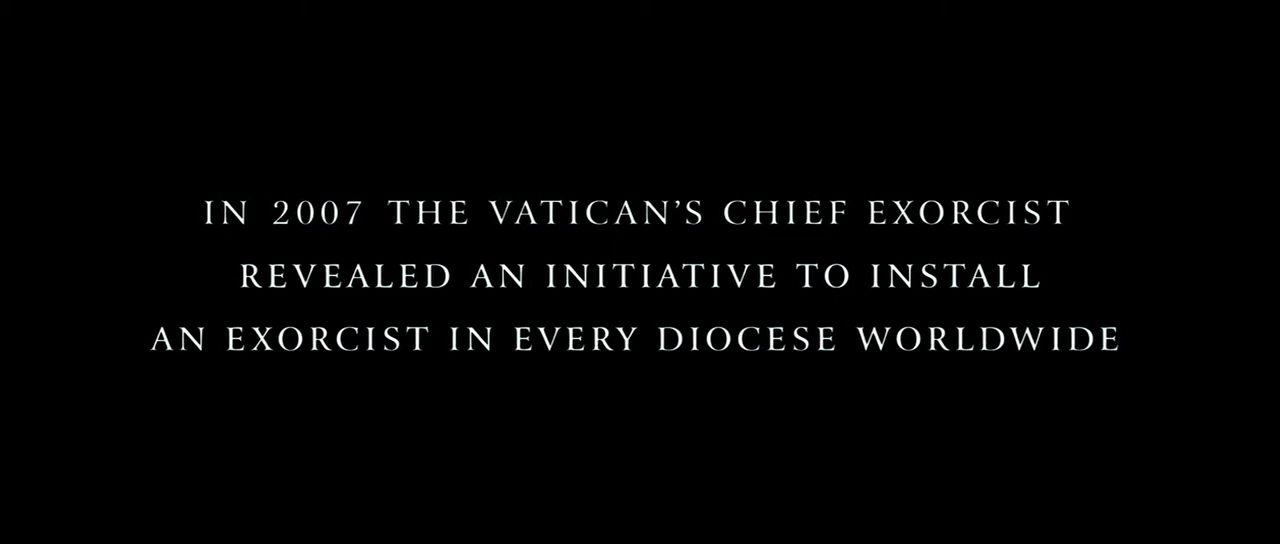 IN 2007 THE VATICAN'S CHIEF EXORCIST
REVEALED AN INITIATIVE TO INSTALL
AN EXORCIST IN EVERY DIOCESE WORLDWIDE